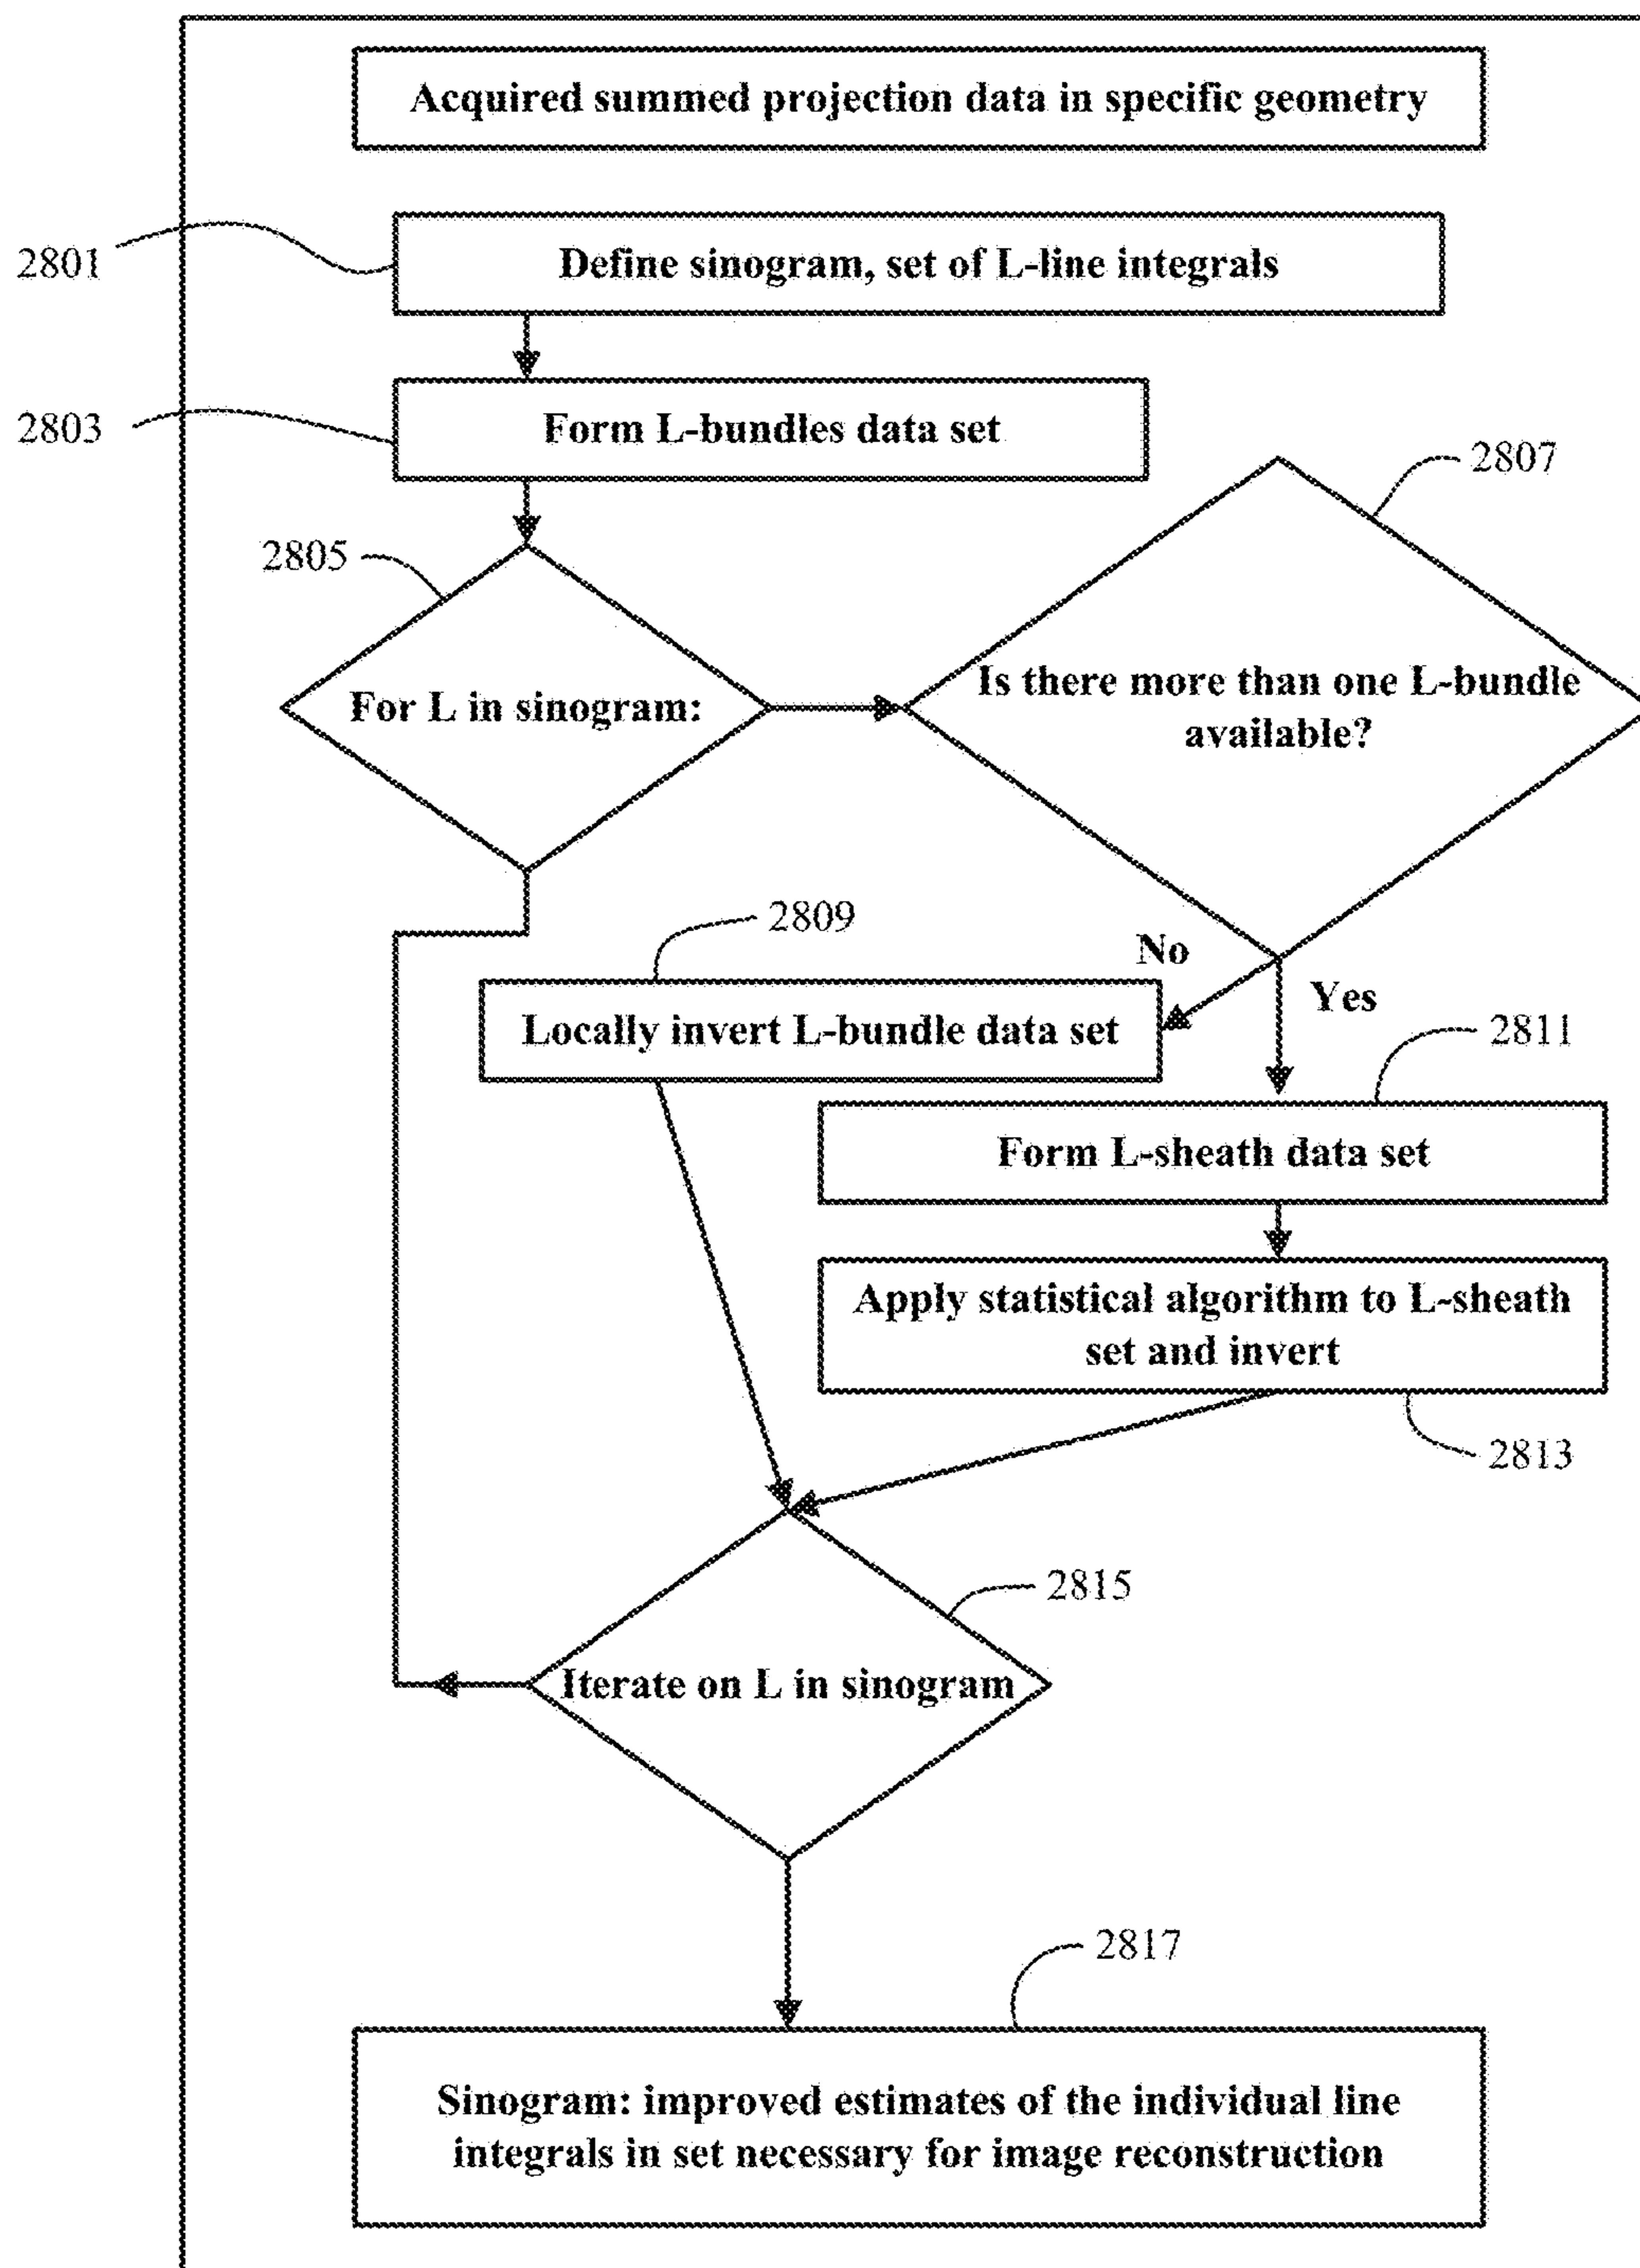 Acquired summed projection data in specific geometry
2801
Define sinogram, set of L-line integrals
2803
Form L-bundles data set
2807
2805
For L in sinogram:
Is there more than one L-bundle
available?
2809
No
Yes
Locally invert L-bundle data set
2811
Form L-sheath data set
Apply statistical algorithm to L-sheath
set and invert
2813
2815
Iterate on L in sinogram
2817
Sinogram: improved estimates of the individual line
integrals in set necessary for image reconstruction